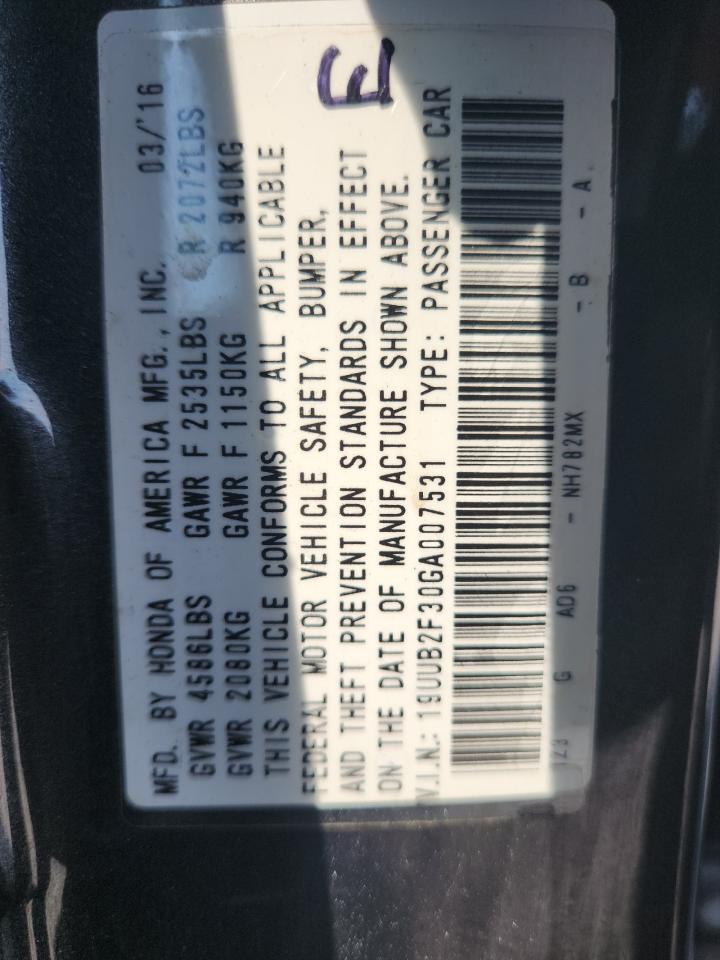 MFD. BY HONDA OF AMERICA MFG., INC. 03/'16
GVWR 4586LBS GAWR F 2535LBS R 2072LBS
GVWR 2080KG GAWR F 1150KG R 940KG
THIS VEHICLE CONFORMS TO ALL APPLICABLE
FEDERAL MOTOR VEHICLE SAFETY, BUMPER,
AND THEFT PREVENTION STANDARDS IN EFFECT
ON THE DATE OF MANUFACTURE SHOWN ABOVE.
V.I.N.: 19UUB2F30GA007531 TYPE: PASSENGER CAR
Z3 G AD6 - NH782MX - B - A